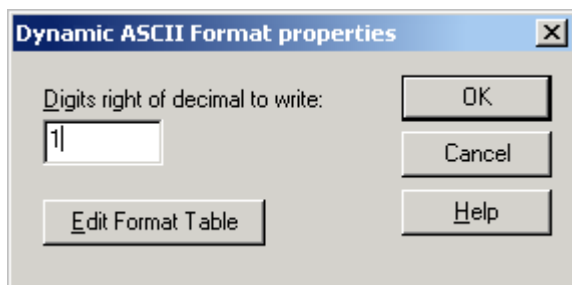 Dynamic ASCII Format properties
Digits right of decimal to write:
1
OK
Cancel
Edit Format Table
Help